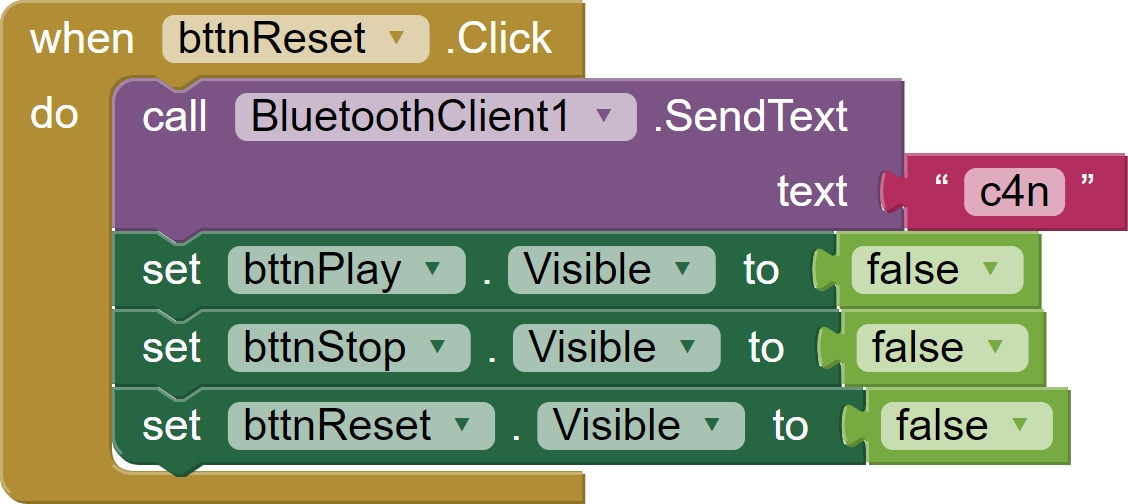 when bttnReset .Click
do call BluetoothClient1 .SendText
text “ c4n ”
set bttnPlay . Visible to false
set bttnStop . Visible to false
set bttnReset . Visible to false